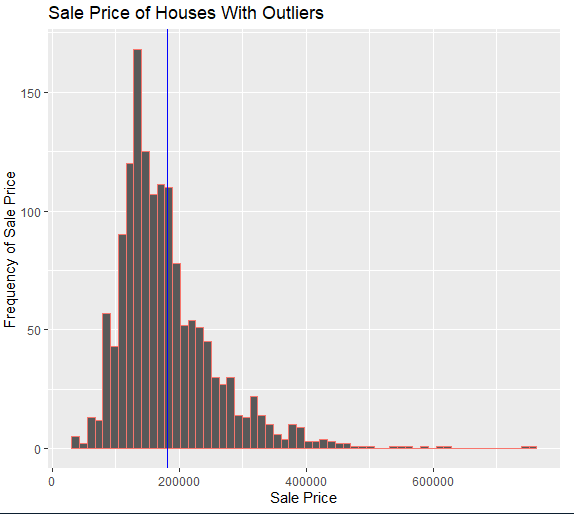 Sale Price of Houses With Outliers
150
100
50
0
Frequency of Sale Price
0 200000 400000 600000
Sale Price